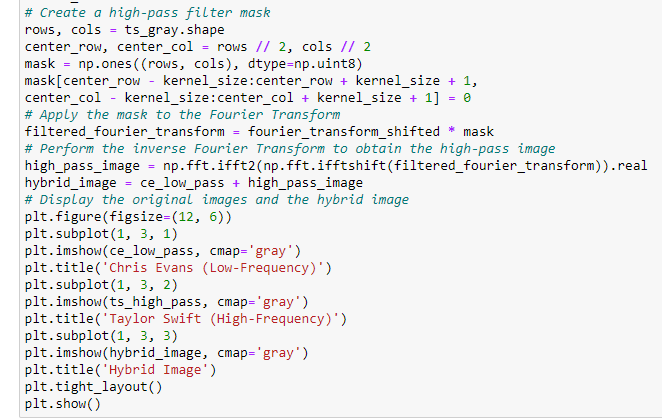 # Create a high-pass filter mask
rows, cols = ts_gray.shape
center_row, center_col = rows // 2, cols // 2
mask = np.ones((rows, cols), dtype=np.uint8)
mask[center_row - kernel_size:center_row + kernel_size + 1,
center_col - kernel_size:center_col + kernel_size + 1] = 0
# Apply the mask to the Fourier Transform
filtered_fourier_transform = fourier_transform_shifted * mask
# Perform the inverse Fourier Transform to obtain the high-pass image
high_pass_image = np.fft.ifft2(np.fft.ifftshift(filtered_fourier_transform)).real
hybrid_image = ce_low_pass + high_pass_image
# Display the original images and the hybrid image
plt.figure(figsize=(12, 6))
plt.subplot(1, 3, 1)
plt.imshow(ce_low_pass, cmap='gray')
plt.title('Chris Evans (Low-Frequency)')
plt.subplot(1, 3, 2)
plt.imshow(ts_high_pass, cmap='gray')
plt.title('Taylor Swift (High-Frequency)')
plt.subplot(1, 3, 3)
plt.imshow(hybrid_image, cmap='gray')
plt.title('Hybrid Image')
plt.tight_layout()
plt.show()